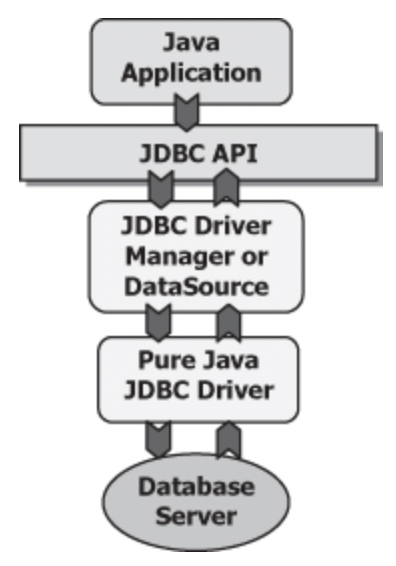 Java
Application
JDBC API
JDBC Driver
Manager or
DataSource
Pure Java
JDBC Driver
Database
Server